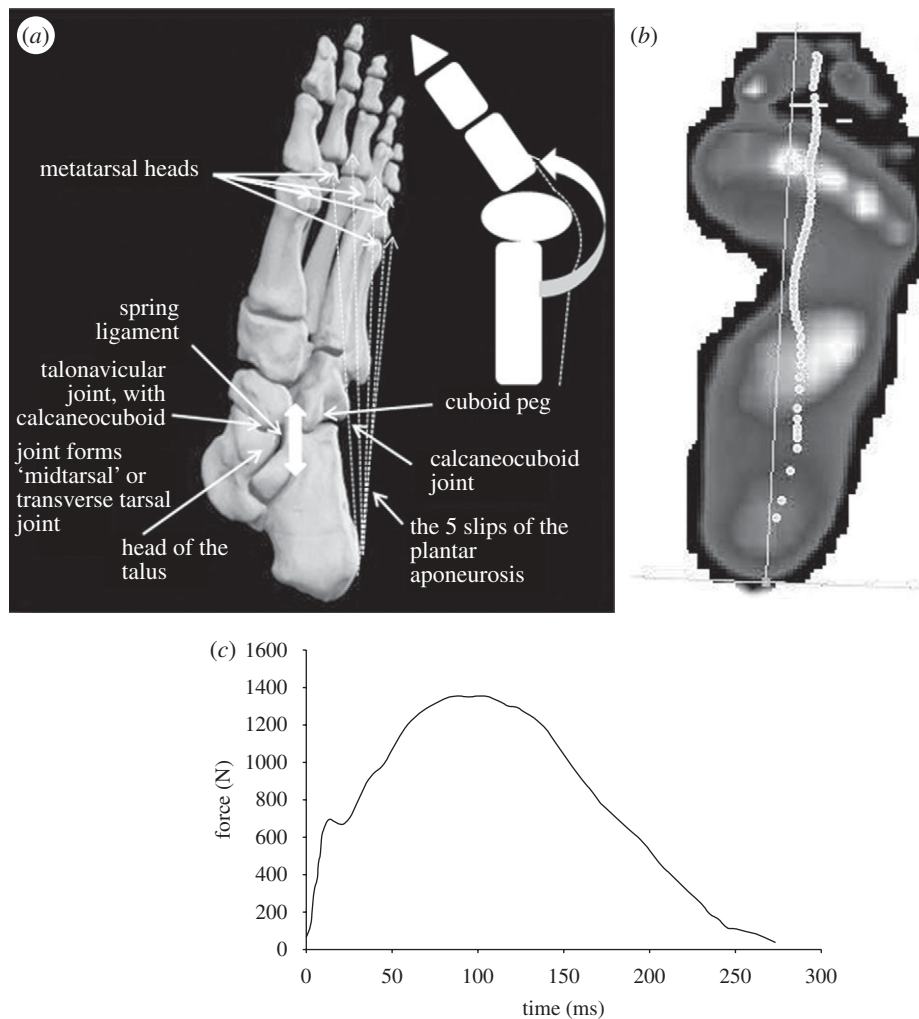 (a)
metatarsal heads
spring
ligament
talonavicular
joint, with
calcaneocuboid
joint forms
‘midtarsal’ or
transverse tarsal
joint
head of the
talus
cuboid peg
calcaneocuboid
joint
the 5 slips of the
plantar
aponeurosis
(b)
(c)
1600
1400
1200
1000
800
600
400
200
0
force (N)
0 50 100 150 200 250 300
time (ms)